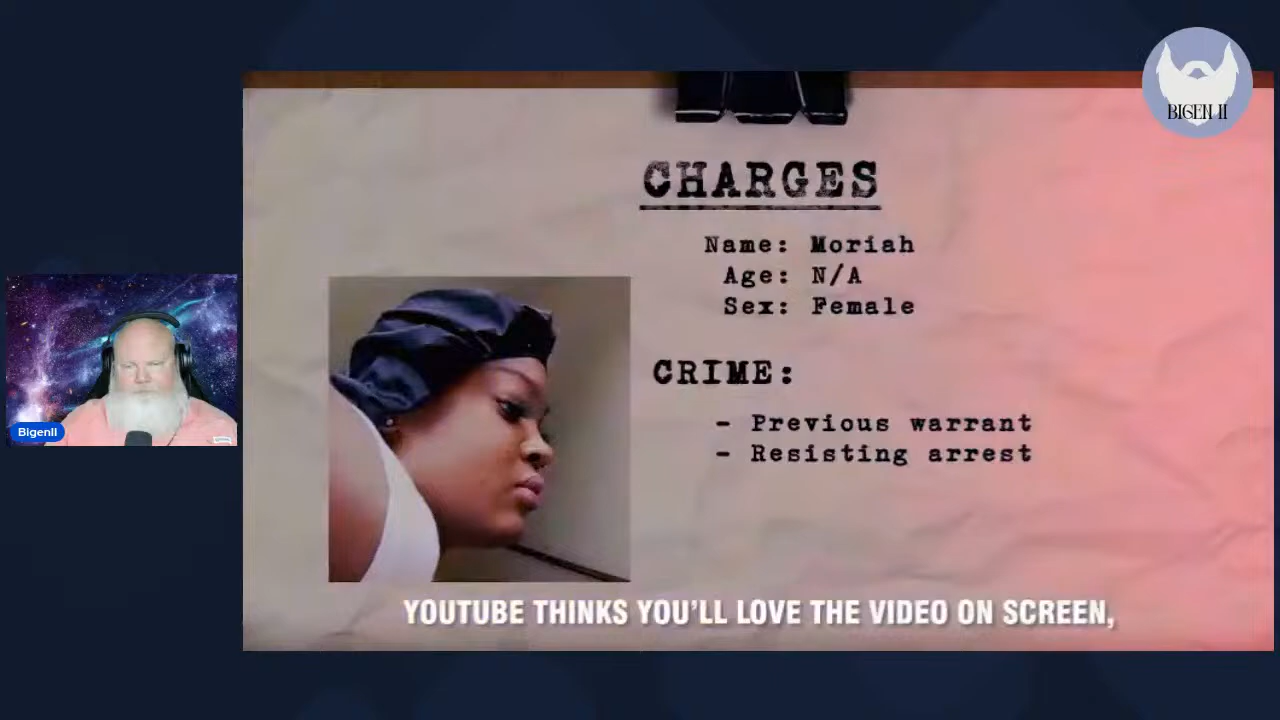 BIGEN II
CHARGES
Name: Moriah
Age: N/A
Sex: Female
CRIME:
- Previous warrant
- Resisting arrest
BigenII
YOUTUBE THINKS YOU'LL LOVE THE VIDEO ON SCREEN,